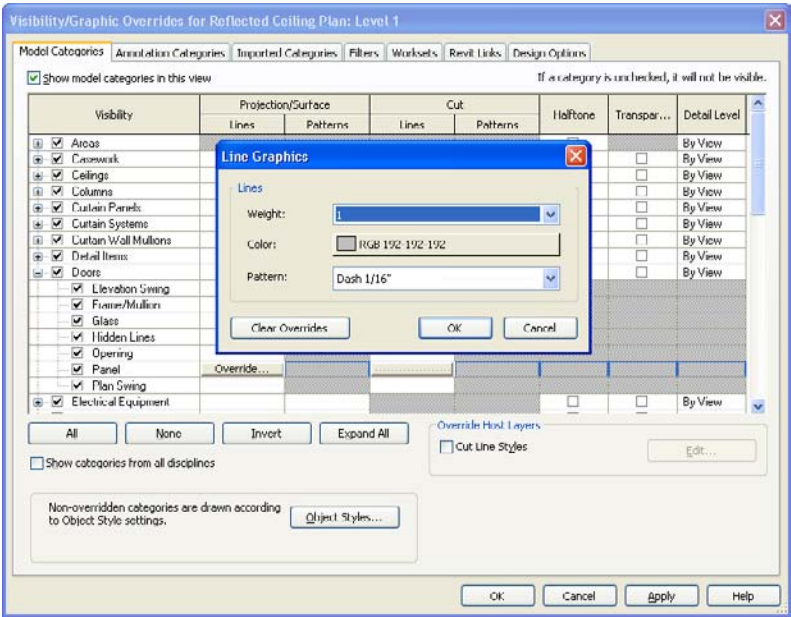 Visibility/Graphic Overrides for Reflected Ceiling Plan: Level 1
Model Categories Annotation Categories Imported Categories Filters Worksets Revit Links Design Options
Show model categories in this view If a category is unchecked, it will not be visible.
Visibility Projection/Surface Cut Halftone Transpar... Detail Level
Lines Patterns Lines Patterns
Areas By View
Casework By View
Ceilings By View
Columns By View
Curtain Panels By View
Curtain Systems By View
Curtain Wall Mullions By View
Detail Items By View
Doors By View
Elevation Swing
Frame/Mullion
Glass
Hidden Lines
Opening
Panel Override...
Plan Swing
Electrical Equipment By View
Line Graphics
Lines
Weight: 1
Color: RGB 192-192-192
Pattern: Dash 1/16"
Clear Overrides OK Cancel
All None Invert Expand All
Show categories from all disciplines
Override Host Layers
Cut Line Styles Edit...
Non-overridden categories are drawn according
to Object Style settings.
Object Styles...
OK Cancel Apply Help